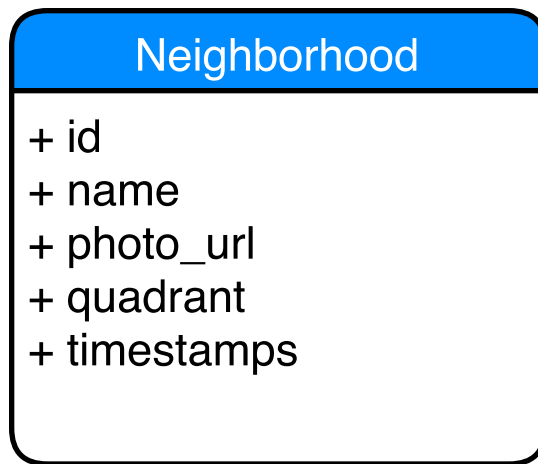 Neighborhood
+ id
+ name
+ photo_url
+ quadrant
+ timestamps